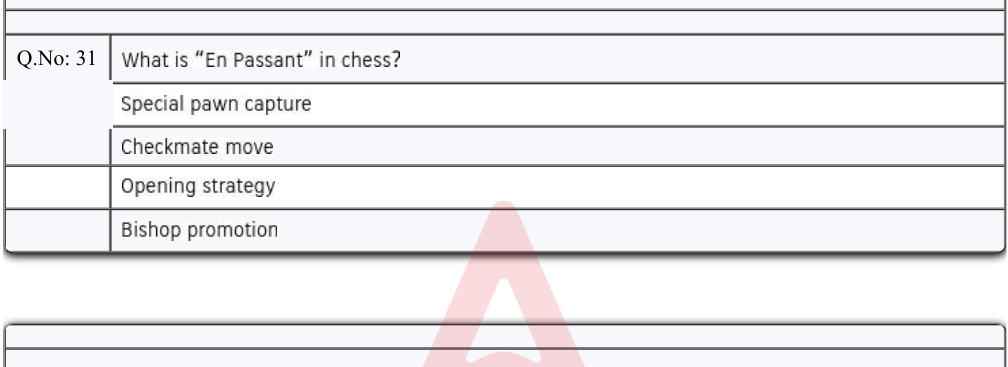 Q.No: 31 What is “En Passant” in chess?
Special pawn capture
Checkmate move
Opening strategy
Bishop promotion